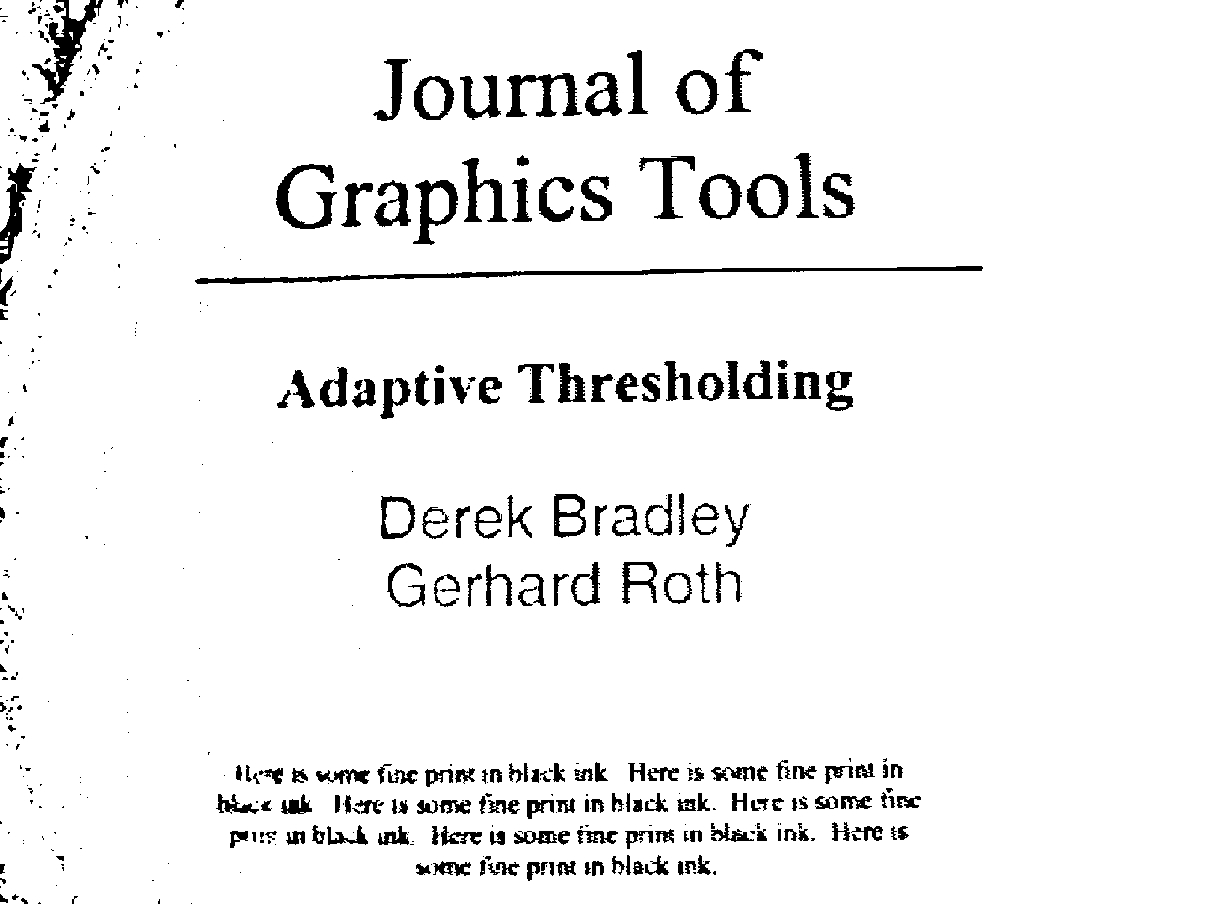 Journal of
Graphics Tools
Adaptive Thresholding
Derek Bradley
Gerhard Roth
Here is some fine print in black ink  Here is some fine print in
black ink  Here is some fine print in black ink.  Here is some fine
print in black ink.  Here is some fine print in black ink.  Here is
some fine print in black ink.